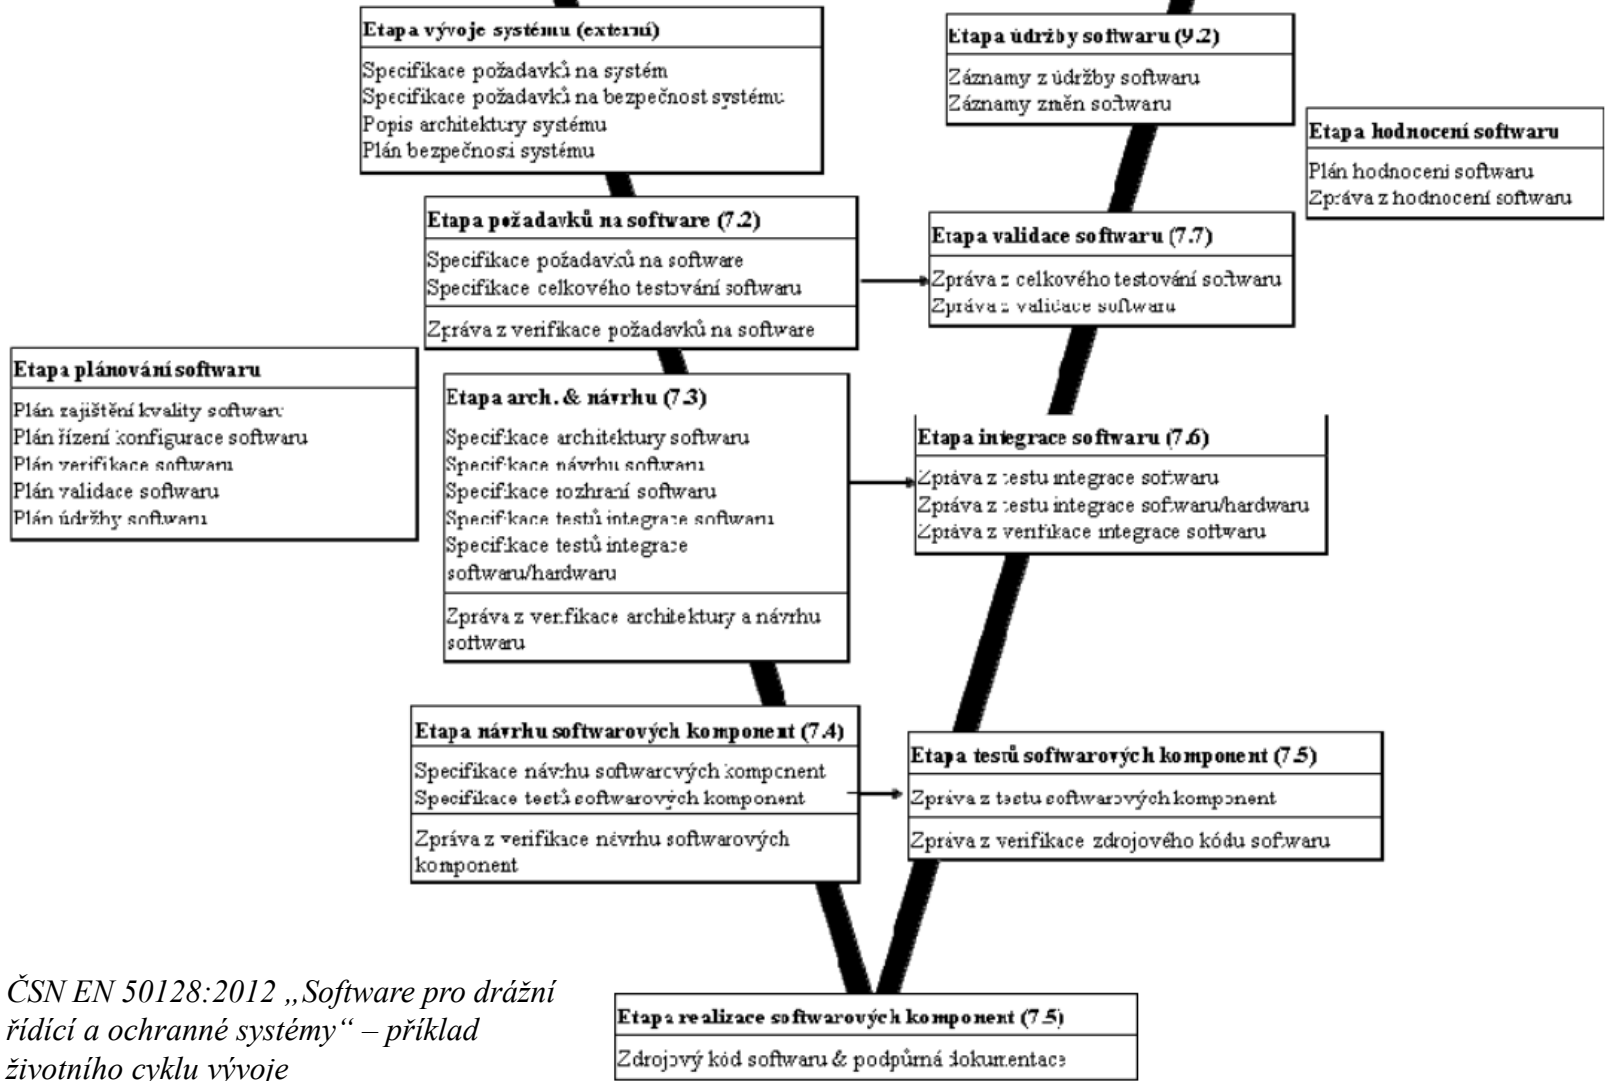 Etapa vývoje systému (externí)
Specifikace požadavků na systém
Specifikace požadavků na bezpečnost systému
Popis architektury systému
Plán bezpečnosti systému
Etapa údržby softwaru (9.2)
Záznamy z údržby softwaru
Záznamy změn softwaru
Etapa hodnocení softwaru
Plán hodnocení softwaru
Zpráva z hodnocení softwaru
Etapa požadavků na software (7.2)
Specifikace požadavků na software
Specifikace celkového testování softwaru
Zpráva z verifikace požadavků na software
Etapa validace softwaru (7.7)
Zpráva z celkového testování softwaru
Zpráva z validace softwaru
Etapa plánování softwaru
Plán zajištění kvality softwaru
Plán řízení konfigurace softwaru
Plán verifikace softwaru
Plán validace softwaru
Plán údržby softwaru
Etapa arch. & návrhu (7.3)
Specifikace architektury softwaru
Specifikace návrhu softwaru
Specifikace rozhraní softwaru
Specifikace testů integrace softwaru
Specifikace testů integrace
softwaru/hardwaru
Zpráva z verifikace architektury a návrhu
softwaru
Etapa integrace softwaru (7.6)
Zpráva z testu integrace softwaru
Zpráva z testu integrace softwaru/hardwaru
Zpráva z verifikace integrace softwaru
Etapa návrhu softwarových komponent (7.4)
Specifikace návrhu softwarových komponent
Specifikace testů softwarových komponent
Zpráva z verifikace návrhu softwarových
komponent
Etapa testů softwarových komponent (7.5)
Zpráva z testu softwarových komponent
Zpráva z verifikace zdrojového kódu softwaru
Etapa realizace softwarových komponent (7.5)
Zdrojový kód softwaru & podpůrná dokumentace
ČSN EN 50128:2012 „Software pro drážní
řídící a ochranné systémy“ – příklad
životního cyklu vývoje